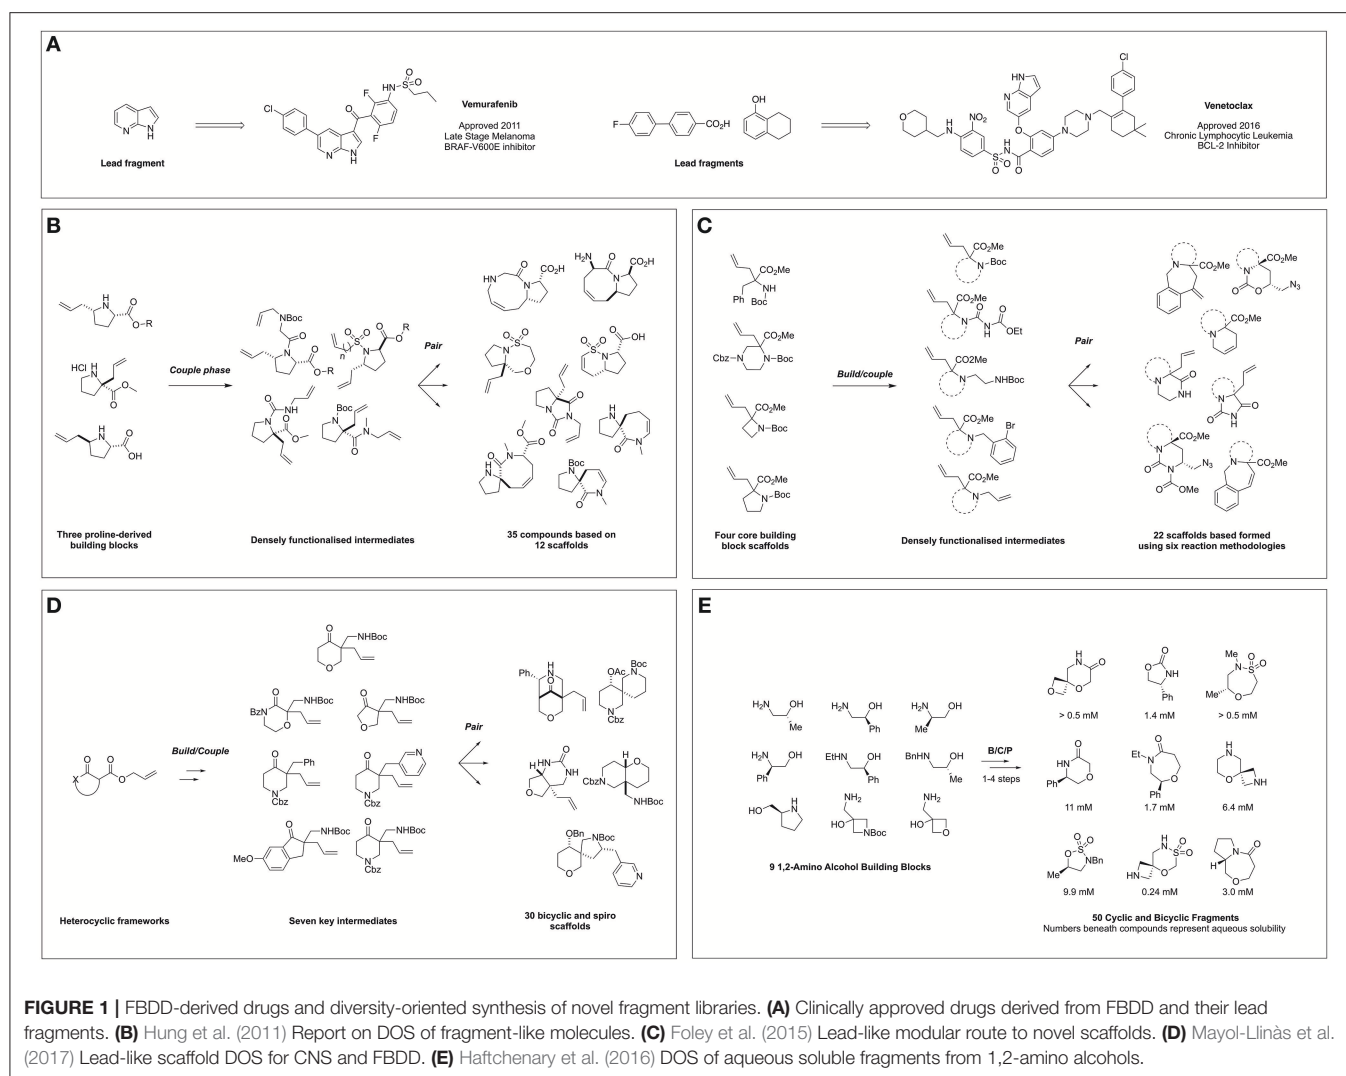 A
Lead fragment
Vemurafenib
Approved 2011
Late Stage Melanoma
BRAF-V600E inhibitor
Lead fragments
Venetoclax
Approved 2016
Chronic Lymphocytic Leukemia
BCL-2 Inhibitor
B
Couple phase
Pair
Three proline-derived
building blocks
Densely functionalised intermediates
35 compounds based on
12 scaffolds
C
Build/couple
Pair
Four core building
block scaffolds
Densely functionalised intermediates
22 scaffolds based formed
using six reaction methodologies
D
Build/Couple
Pair
Heterocyclic frameworks
Seven key intermediates
30 bicyclic and spiro
scaffolds
E
B/C/P
1-4 steps
9 1,2-Amino Alcohol Building Blocks
> 0.5 mM
1.4 mM
> 0.5 mM
11 mM
1.7 mM
6.4 mM
9.9 mM
0.24 mM
3.0 mM
50 Cyclic and Bicyclic Fragments
Numbers beneath compounds represent aqueous solubility
FIGURE 1 | FBDD-derived drugs and diversity-oriented synthesis of novel fragment libraries. (A) Clinically approved drugs derived from FBDD and their lead
fragments. (B) Hung et al. (2011) Report on DOS of fragment-like molecules. (C) Foley et al. (2015) Lead-like modular route to novel scaffolds. (D) Mayol-Llinàs et al.
(2017) Lead-like scaffold DOS for CNS and FBDD. (E) Haftchenary et al. (2016) DOS of aqueous soluble fragments from 1,2-amino alcohols.